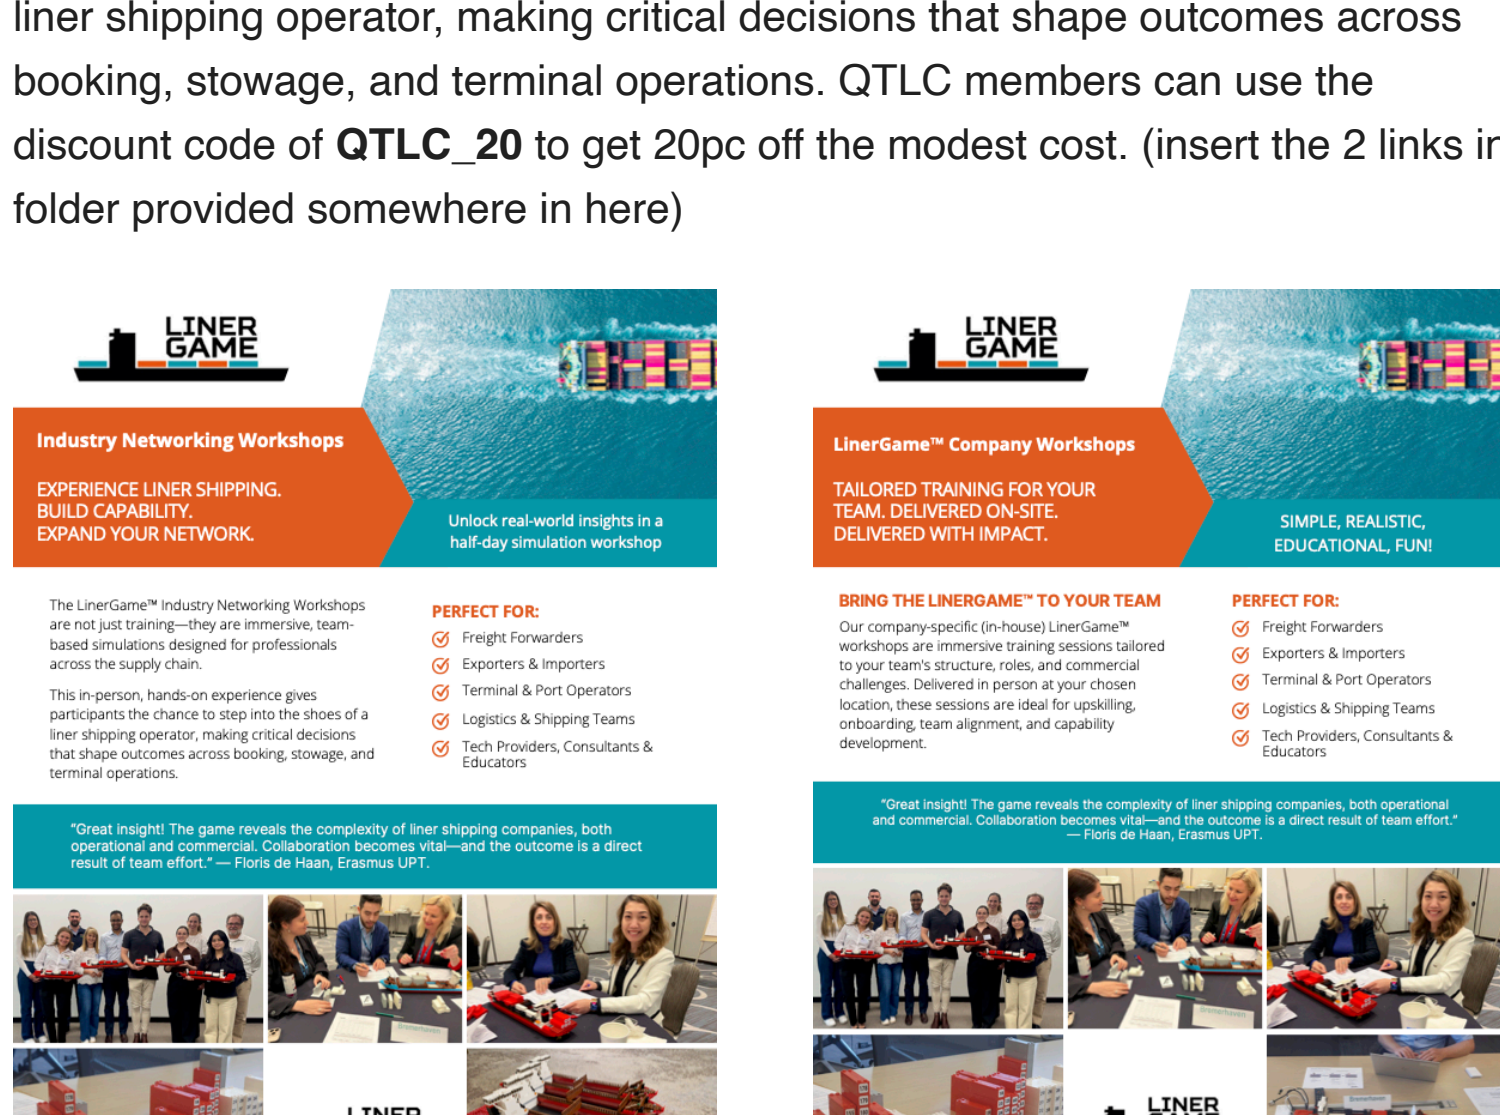 liner shipping operator, making critical decisions that shape outcomes across
booking, stowage, and terminal operations. QTLC members can use the
discount code of QTLC_20 to get 20pc off the modest cost. (insert the 2 links in
folder provided somewhere in here)
LINER
GAME
Industry Networking Workshops
EXPERIENCE LINER SHIPPING.
BUILD CAPABILITY.
EXPAND YOUR NETWORK.
Unlock real-world insights in a
half-day simulation workshop
The LinerGame™ Industry Networking Workshops
are not just training—they are immersive, team-
based simulations designed for professionals
across the supply chain.
This in-person, hands-on experience gives
participants the chance to step into the shoes of a
liner shipping operator, making critical decisions
that shape outcomes across booking, stowage, and
terminal operations.
PERFECT FOR:
Freight Forwarders
Exporters & Importers
Terminal & Port Operators
Logistics & Shipping Teams
Tech Providers, Consultants &
Educators
“Great insight! The game reveals the complexity of liner shipping companies, both
operational and commercial. Collaboration becomes vital—and the outcome is a direct
result of team effort.” — Floris de Haan, Erasmus UPT.
Bremerhaven
LINER
LINER
GAME
LinerGame™ Company Workshops
TAILORED TRAINING FOR YOUR
TEAM. DELIVERED ON-SITE.
DELIVERED WITH IMPACT.
SIMPLE, REALISTIC,
EDUCATIONAL, FUN!
BRING THE LINERGAME™ TO YOUR TEAM
Our company-specific (in-house) LinerGame™
workshops are immersive training sessions tailored
to your team's structure, roles, and commercial
challenges. Delivered in person at your chosen
location, these sessions are ideal for upskilling,
onboarding, team alignment, and capability
development.
PERFECT FOR:
Freight Forwarders
Exporters & Importers
Terminal & Port Operators
Logistics & Shipping Teams
Tech Providers, Consultants &
Educators
“Great insight! The game reveals the complexity of liner shipping companies, both operational
and commercial. Collaboration becomes vital—and the outcome is a direct result of team effort.”
— Floris de Haan, Erasmus UPT.
Bremerhaven
LINER
Bremerhaven